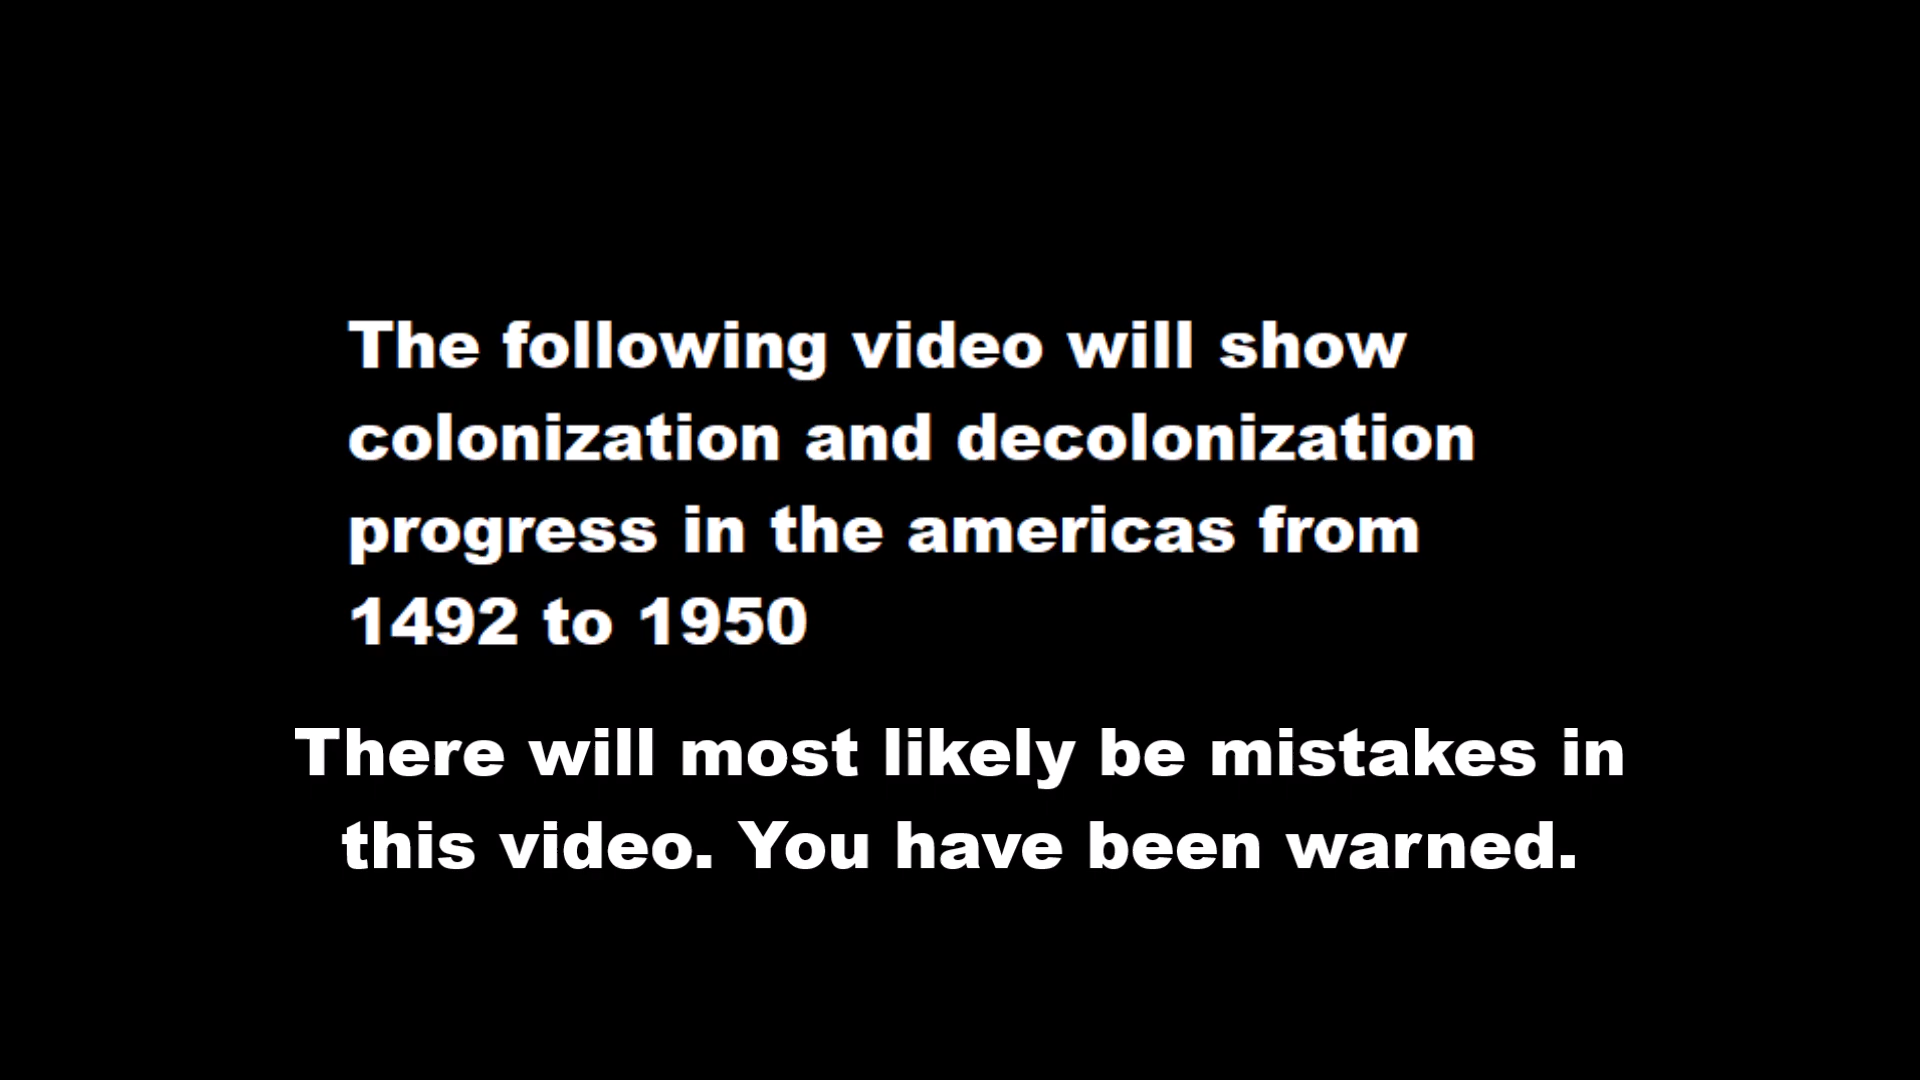 The following video will show
colonization and decolonization
progress in the americas from
1492 to 1950
There will most likely be mistakes in
this video. You have been warned.